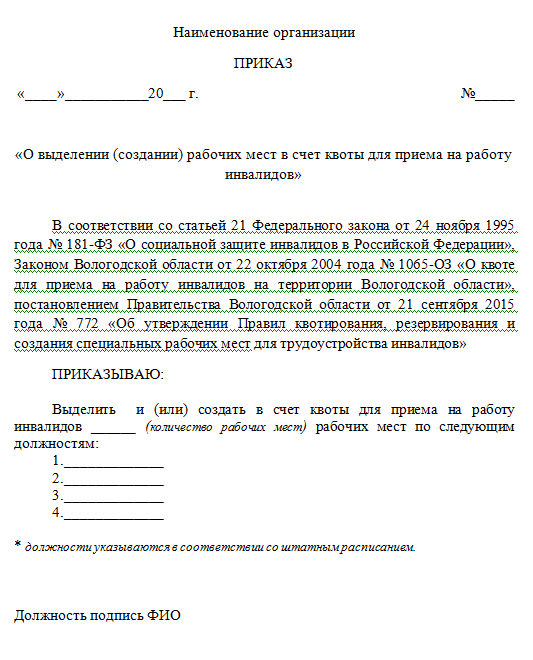 Наименование организации
ПРИКАЗ
«____»___________20___ г. №_____
«О выделении (создании) рабочих мест в счет квоты для приема на работу
инвалидов»
В соответствии со статьей 21 Федерального закона от 24 ноября 1995
года № 181-ФЗ «О социальной защите инвалидов в Российской Федерации»,
Законом Вологодской области от 22 октября 2004 года № 1065-ОЗ «О квоте
для приема на работу инвалидов на территории Вологодской области»,
постановлением Правительства Вологодской области от 21 сентября 2015
года № 772 «Об утверждении Правил квотирования, резервирования и
создания специальных рабочих мест для трудоустройства инвалидов»
ПРИКАЗЫВАЮ:
Выделить и (или) создать в счет квоты для приема на работу
инвалидов ______ (количество рабочих мест) рабочих мест по следующим
должностям:
1._____________
2._____________
3._____________
4._____________
* должности указываются в соответствии со штатным расписанием.
Должность подпись ФИО